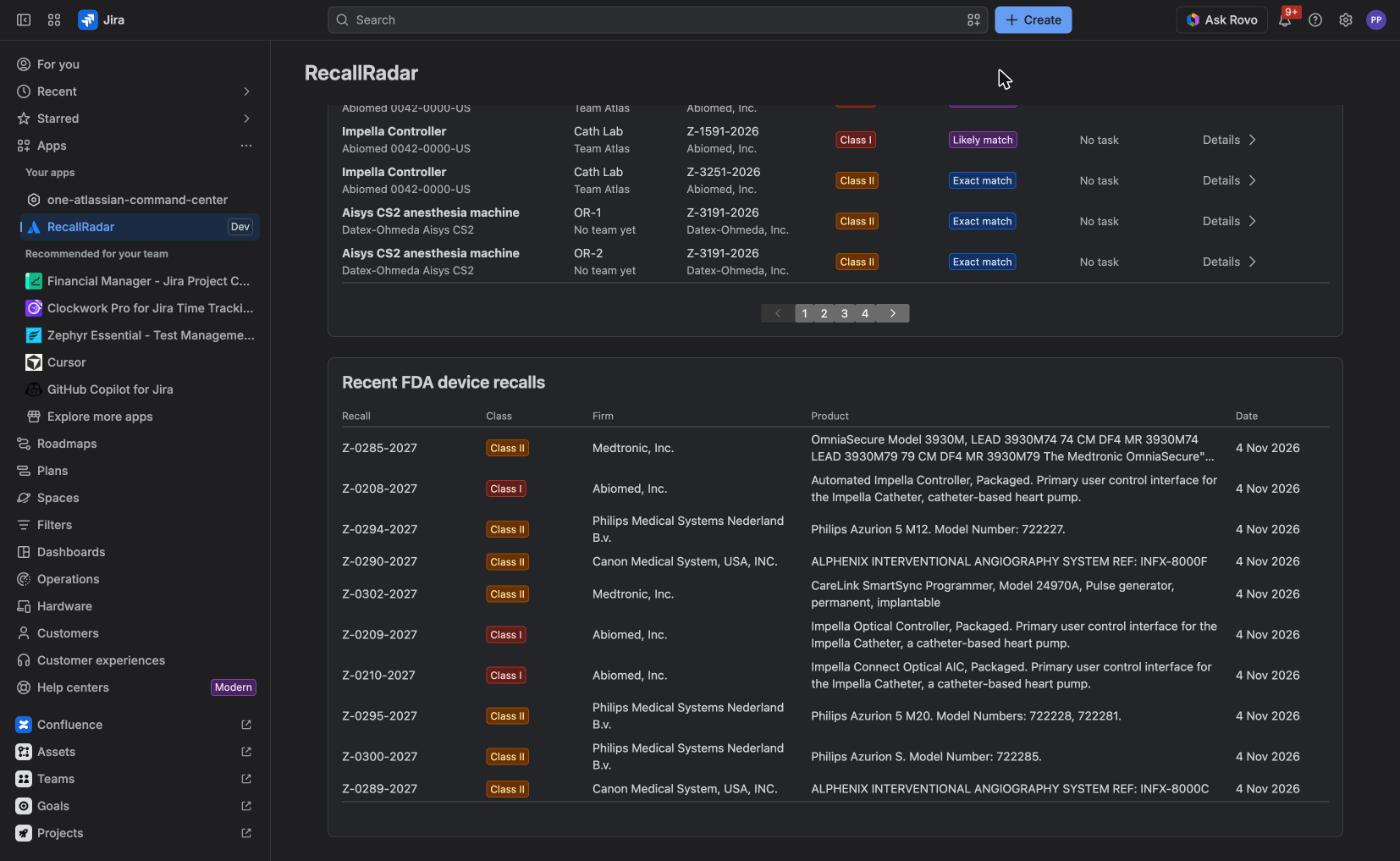 Jira
Search
Create
Ask Rovo
9+
PP
For you
Recent
Starred
Apps
Your apps
one-atlassian-command-center
RecallRadar Dev
Recommended for your team
Financial Manager - Jira Project C...
Clockwork Pro for Jira Time Tracki...
Zephyr Essential - Test Manageme...
Cursor
GitHub Copilot for Jira
Explore more apps
Roadmaps
Plans
Spaces
Filters
Dashboards
Operations
Hardware
Customers
Customer experiences
Help centers Modern
Confluence
Assets
Teams
Goals
Projects
RecallRadar
Abiomed 0042-0000-US Team Atlas Abiomed, Inc.
Impella Controller Cath Lab Z-1591-2026
Class I Likely match No task Details
Abiomed 0042-0000-US Team Atlas Abiomed, Inc.
Impella Controller Cath Lab Z-3251-2026
Class II Exact match No task Details
Abiomed 0042-0000-US Team Atlas Abiomed, Inc.
Aisys CS2 anesthesia machine OR-1 Z-3191-2026
Class II Exact match No task Details
Datex-Ohmeda Aisys CS2 No team yet Datex-Ohmeda, Inc.
Aisys CS2 anesthesia machine OR-2 Z-3191-2026
Class II Exact match No task Details
Datex-Ohmeda Aisys CS2 No team yet Datex-Ohmeda, Inc.
1 2 3 4
Recent FDA device recalls
Recall Class Firm Product Date
Z-0285-2027 Class II Medtronic, Inc. OmniaSecure Model 3930M, LEAD 3930M74 74 CM DF4 MR 3930M74
LEAD 3930M79 79 CM DF4 MR 3930M79 The Medtronic OmniaSecure"... 4 Nov 2026
Z-0208-2027 Class I Abiomed, Inc. Automated Impella Controller, Packaged. Primary user control interface for
the Impella Catheter, catheter-based heart pump. 4 Nov 2026
Z-0294-2027 Class II Philips Medical Systems Nederland
B.v. Philips Azurion 5 M12. Model Number: 722227. 4 Nov 2026
Z-0290-2027 Class II Canon Medical System, USA, INC. ALPHENIX INTERVENTIONAL ANGIOGRAPHY SYSTEM REF: INFX-8000F 4 Nov 2026
Z-0302-2027 Class II Medtronic, Inc. CareLink SmartSync Programmer, Model 24970A, Pulse generator,
permanent, implantable 4 Nov 2026
Z-0209-2027 Class I Abiomed, Inc. Impella Optical Controller, Packaged. Primary user control interface for the
Impella Catheter, a catheter-based heart pump. 4 Nov 2026
Z-0210-2027 Class I Abiomed, Inc. Impella Connect Optical AIC, Packaged. Primary user control interface for
the Impella Catheter, a catheter-based heart pump. 4 Nov 2026
Z-0295-2027 Class II Philips Medical Systems Nederland
B.v. Philips Azurion 5 M20. Model Numbers: 722228, 722281. 4 Nov 2026
Z-0300-2027 Class II Philips Medical Systems Nederland
B.v. Philips Azurion S. Model Number: 722285. 4 Nov 2026
Z-0289-2027 Class II Canon Medical System, USA, INC. ALPHENIX INTERVENTIONAL ANGIOGRAPHY SYSTEM REF: INFX-8000C 4 Nov 2026